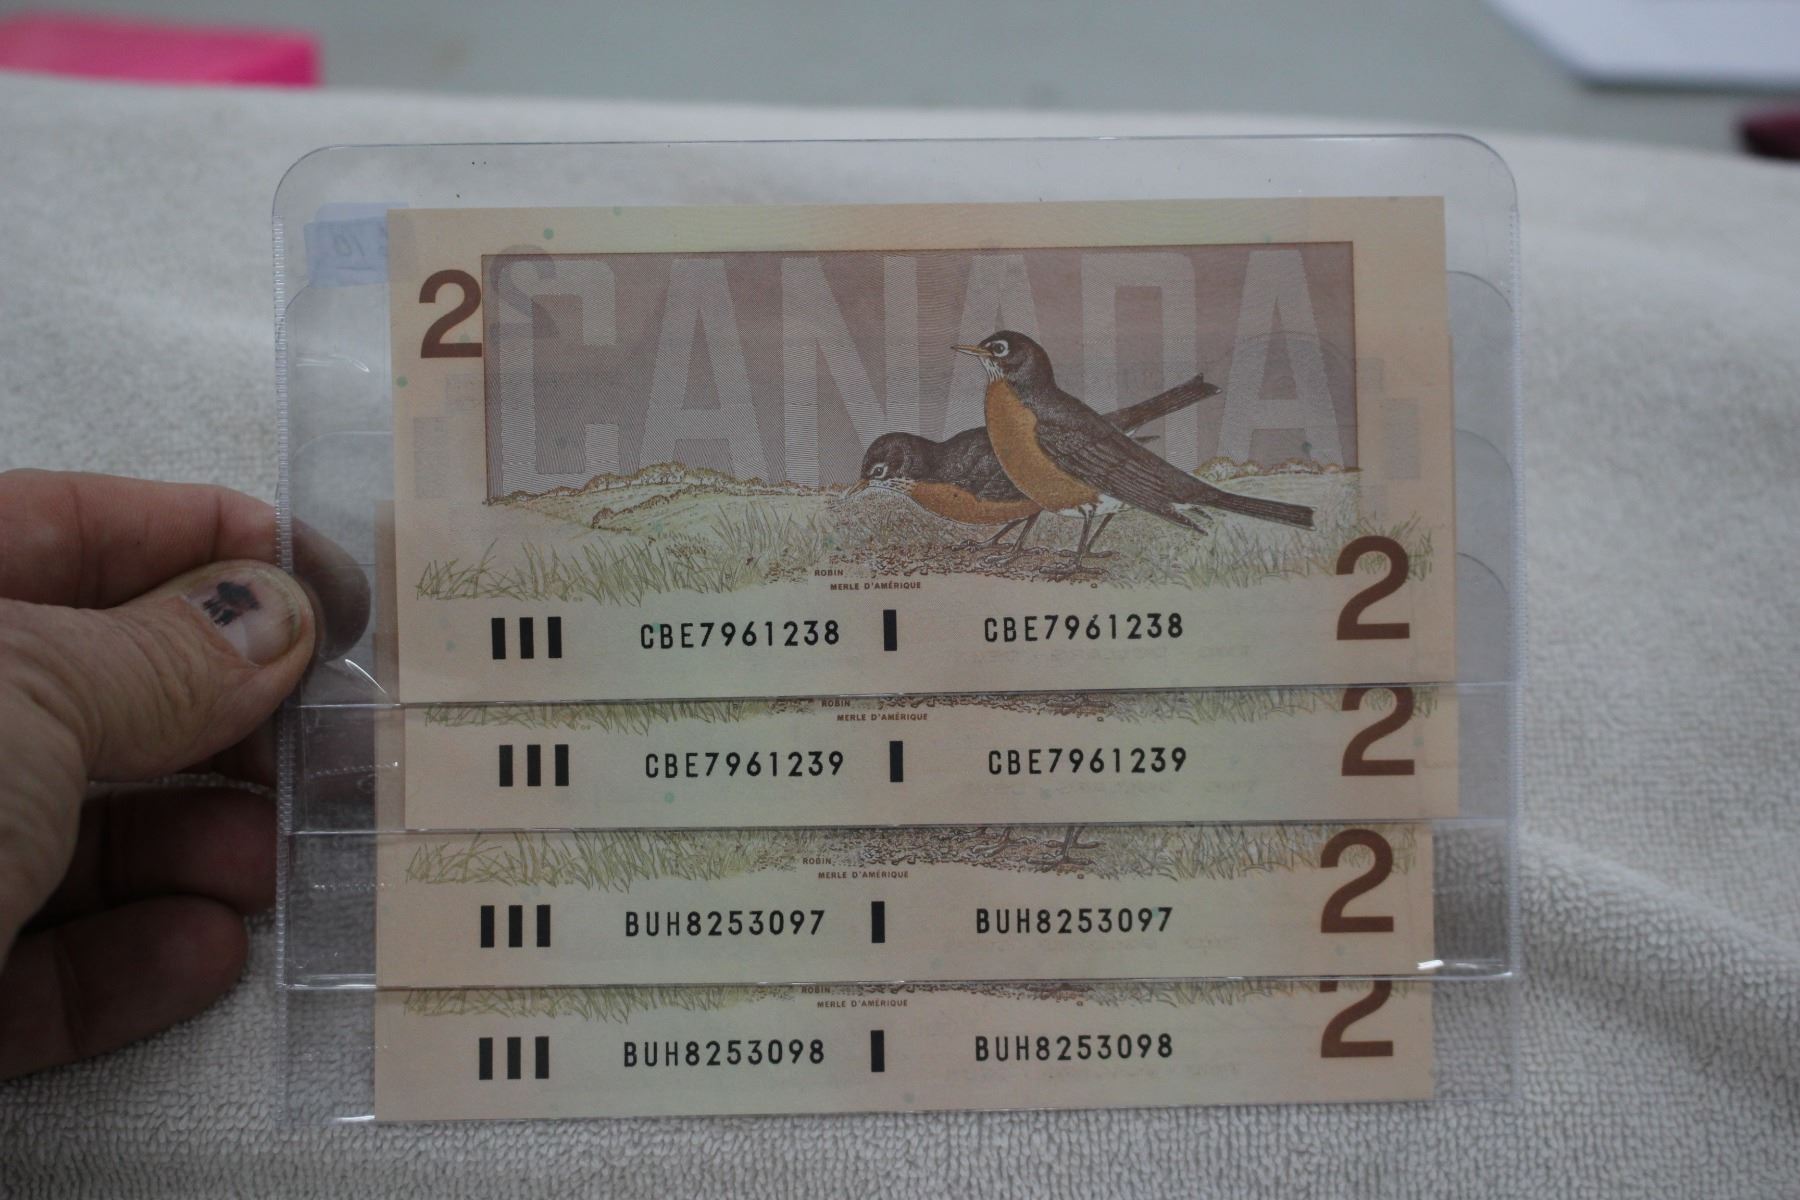 2 CANADA
ROBIN
MERLE D'AMÉRIQUE
2
CBE7961238 CBE7961238
ROBIN
MERLE D'AMÉRIQUE
2
CBE7961239 CBE7961239
ROBIN
MERLE D'AMÉRIQUE
2
BUH8253097 BUH8253097
ROBIN
MERLE D'AMÉRIQUE
2
BUH8253098 BUH8253098